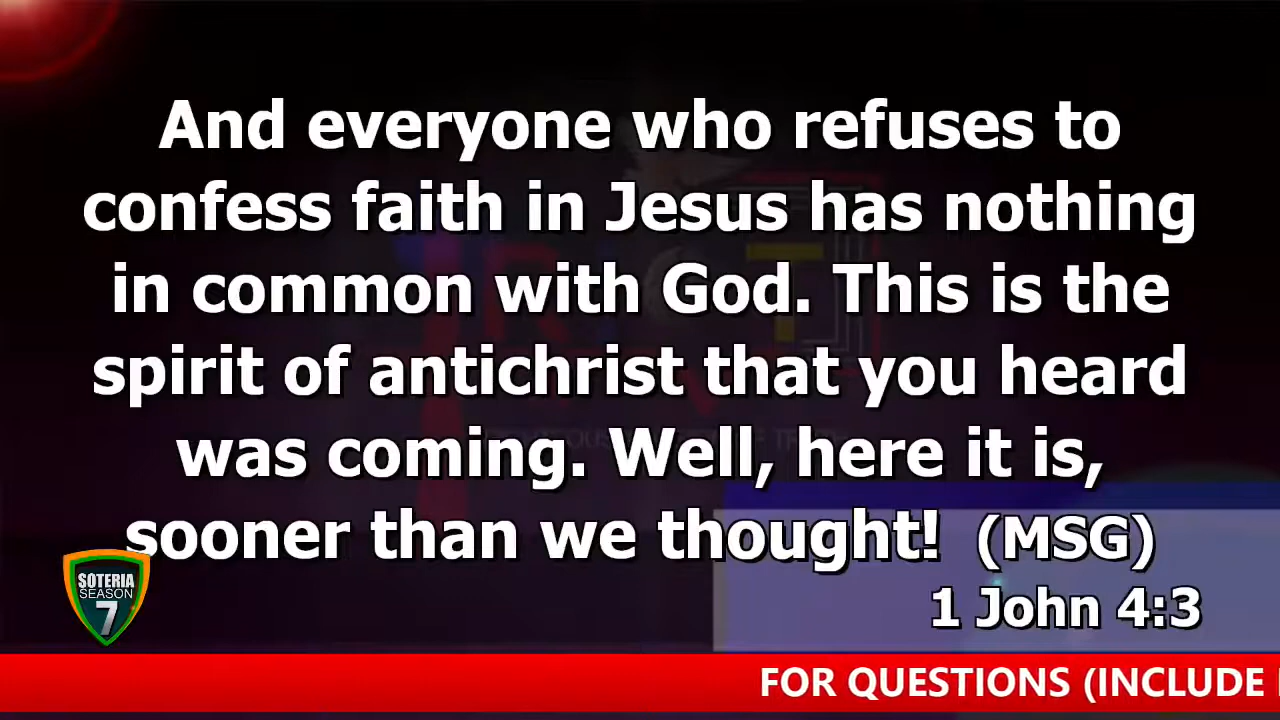 And everyone who refuses to
confess faith in Jesus has nothing
in common with God. This is the
spirit of antichrist that you heard
was coming. Well, here it is,
sooner than we thought! (MSG)
1 John 4:3
SOTERIA
SEASON
7
FOR QUESTIONS (INCLUDE